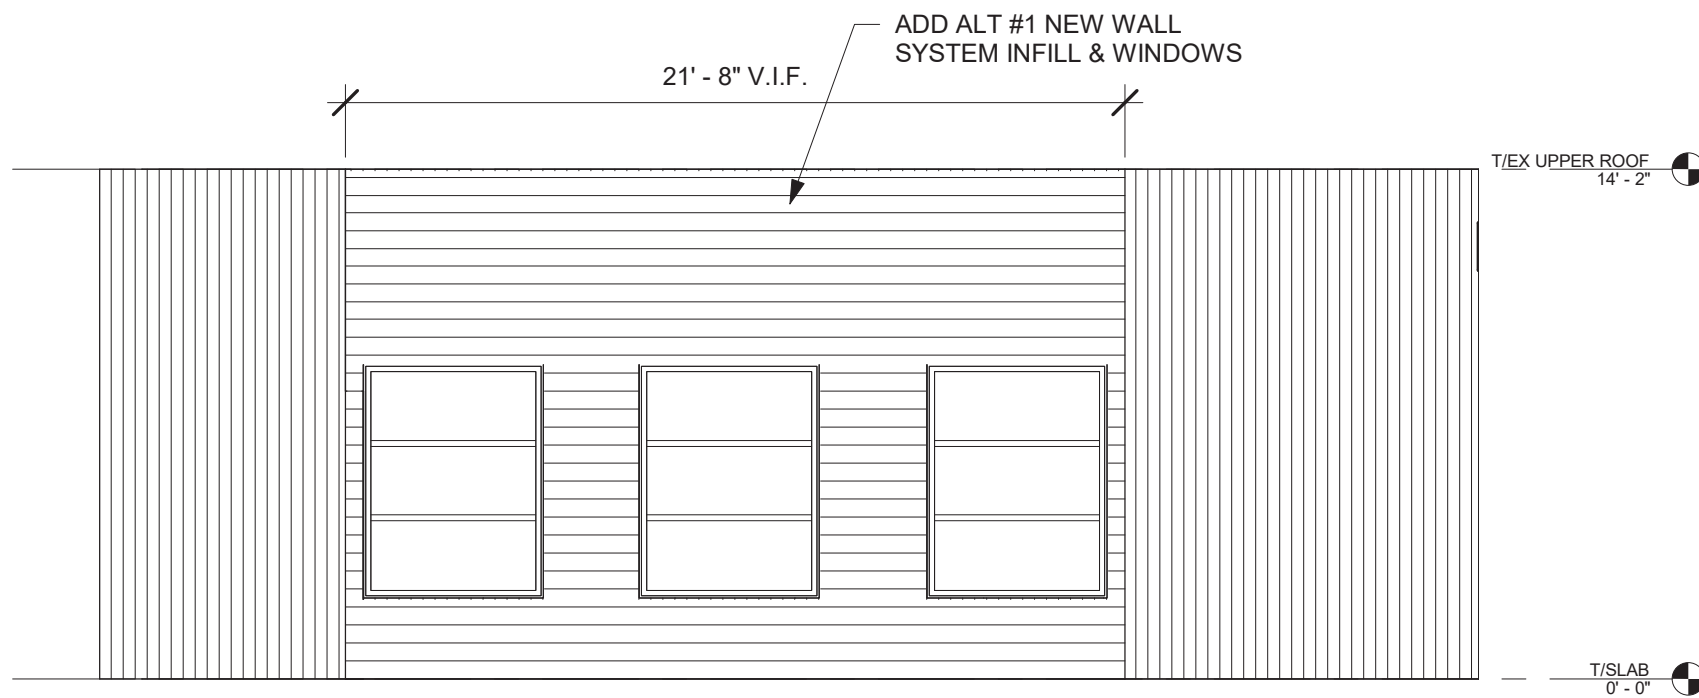 ADD ALT #1 NEW WALL
SYSTEM INFILL & WINDOWS
21' - 8" V.I.F.
T/EX UPPER ROOF
14' - 2"
T/SLAB
0' - 0"